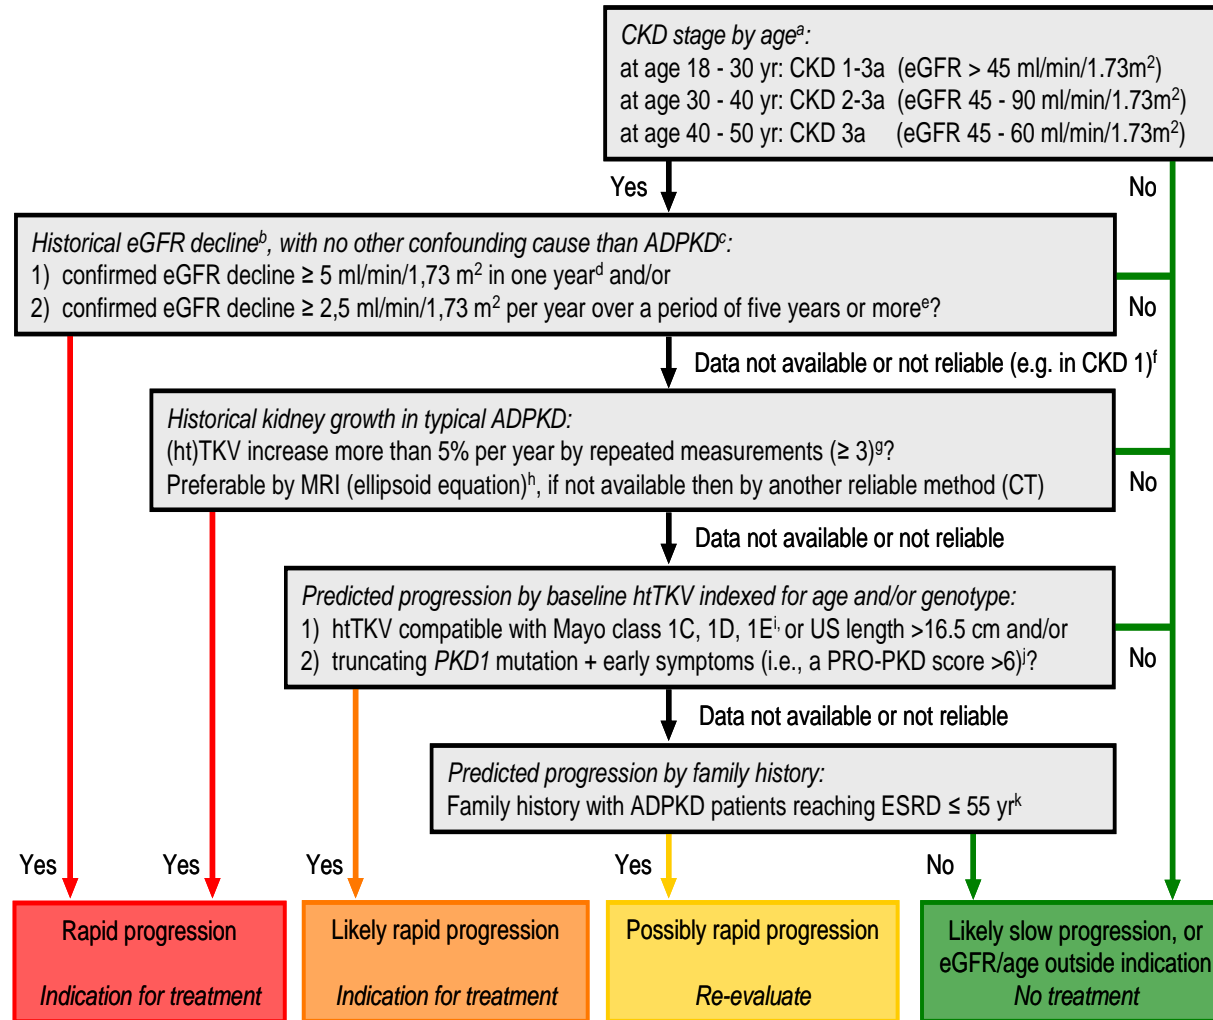 CKD stage by ageᵃ:
at age 18 - 30 yr: CKD 1-3a (eGFR > 45 ml/min/1.73m²)
at age 30 - 40 yr: CKD 2-3a (eGFR 45 - 90 ml/min/1.73m²)
at age 40 - 50 yr: CKD 3a (eGFR 45 - 60 ml/min/1.73m²)
Yes
No
Historical eGFR declineᵇ, with no other confounding cause than ADPKDᶜ:
1) confirmed eGFR decline ≥ 5 ml/min/1,73 m² in one yearᵈ and/or
2) confirmed eGFR decline ≥ 2,5 ml/min/1,73 m² per year over a period of five years or moreᵉ?
No
Data not available or not reliable (e.g. in CKD 1)ᶠ
Historical kidney growth in typical ADPKD:
(ht)TKV increase more than 5% per year by repeated measurements (≥ 3)ᵍ?
Preferable by MRI (ellipsoid equation)ʰ, if not available then by another reliable method (CT)
No
Data not available or not reliable
Predicted progression by baseline htTKV indexed for age and/or genotype:
1) htTKV compatible with Mayo class 1C, 1D, 1Eⁱ, or US length >16.5 cm and/or
2) truncating PKD1 mutation + early symptoms (i.e., a PRO-PKD score >6)ʲ?
No
Data not available or not reliable
Predicted progression by family history:
Family history with ADPKD patients reaching ESRD ≤ 55 yrᵏ
Yes
Yes
Yes
Yes
No
Rapid progression
Indication for treatment
Likely rapid progression
Indication for treatment
Possibly rapid progression
Re-evaluate
Likely slow progression, or
eGFR/age outside indication
No treatment